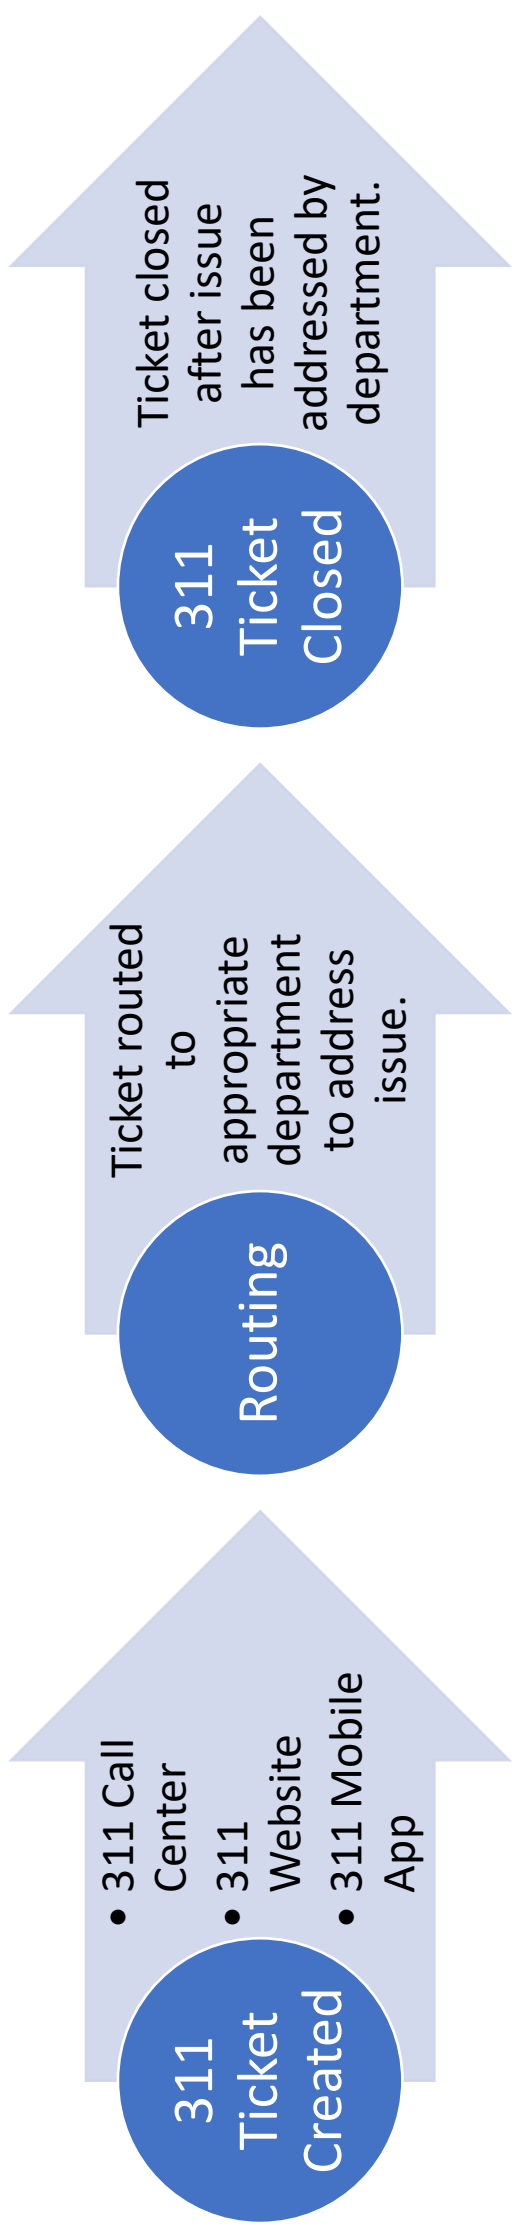 311
Ticket
Created
• 311 Call
Center
• 311
Website
• 311 Mobile
App
Routing
Ticket routed
to
appropriate
department
to address
issue.
311
Ticket
Closed
Ticket closed
after issue
has been
addressed by
department.